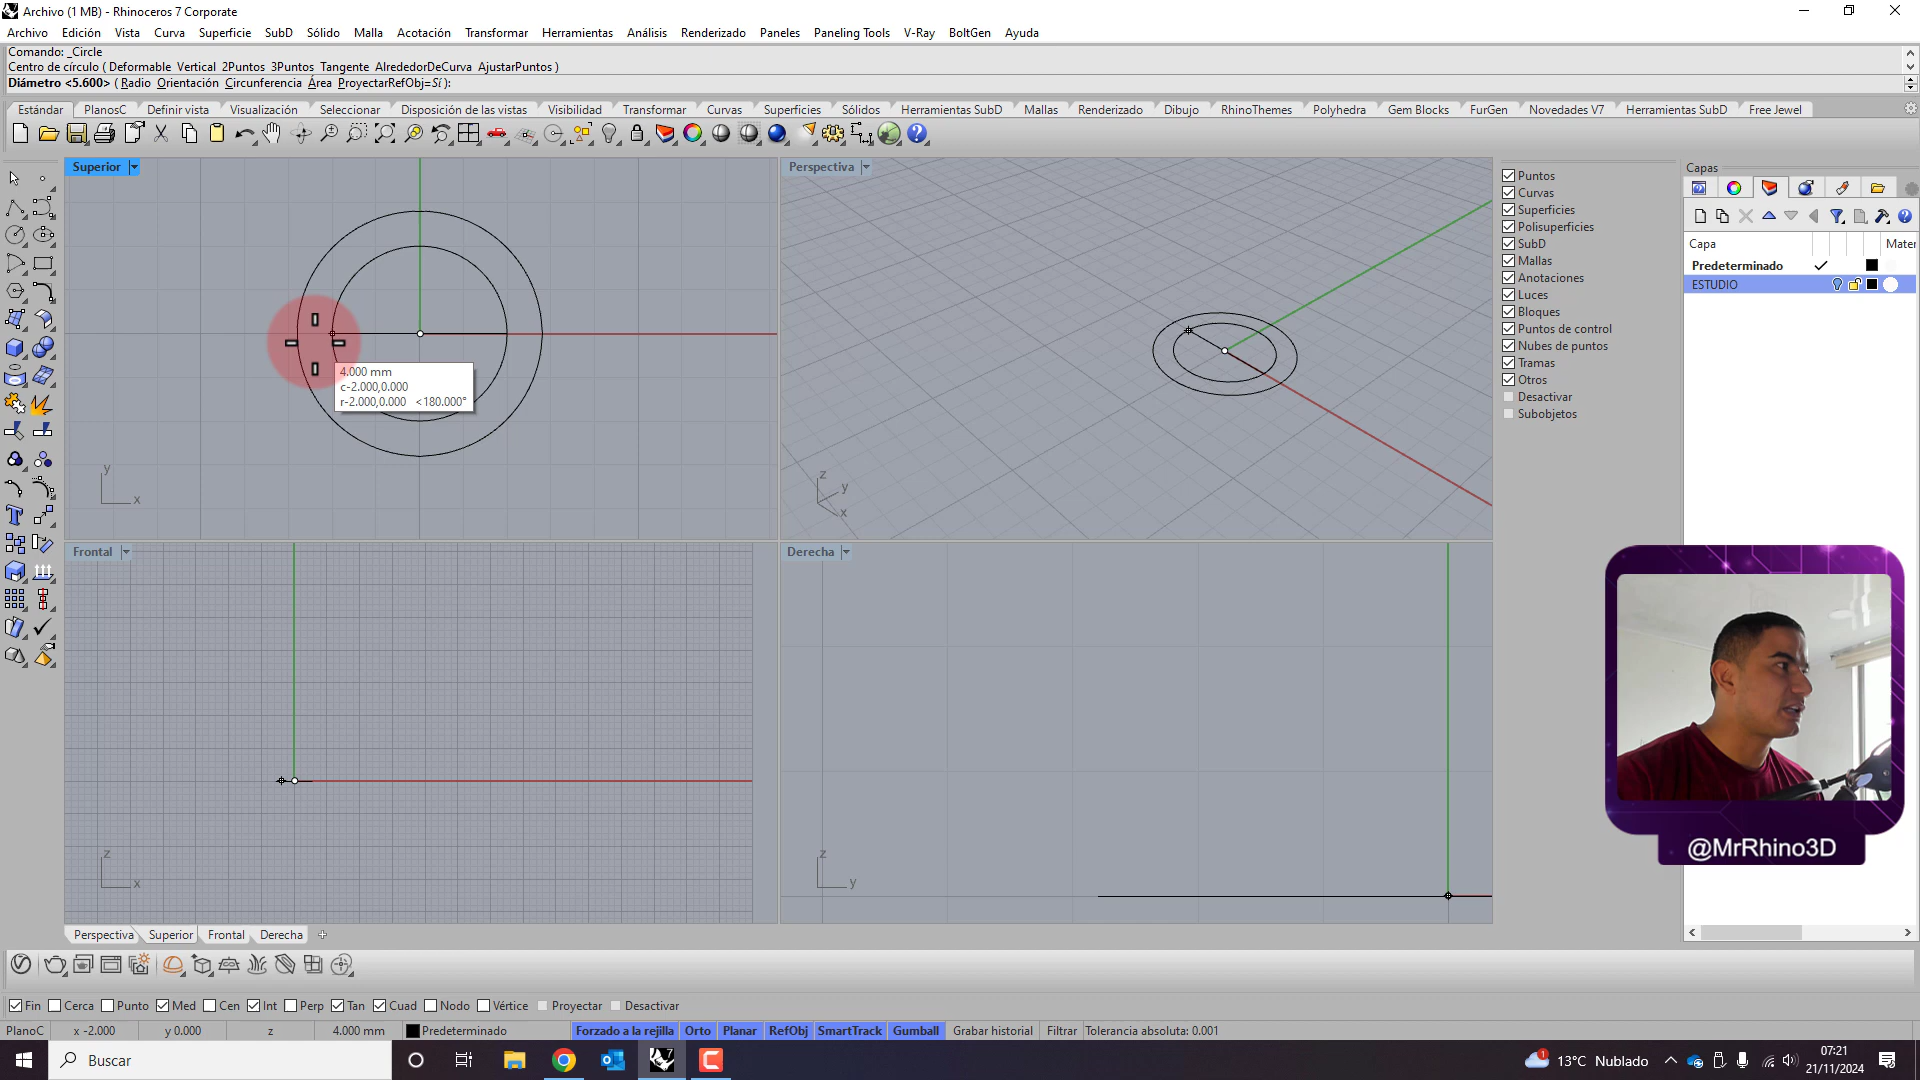 Archivo (1 MB) - Rhinoceros 7 Corporate
Archivo Edición Vista Curva Superficie SubD Sólido Malla Acotación Transformar Herramientas Análisis Renderizado Paneles Paneling Tools V-Ray BoltGen Ayuda
Comando: _Circle
Centro de círculo ( Deformable Vertical 2Puntos 3Puntos Tangente AlrededorDeCurva AjustarPuntos )
Diámetro <5.600> ( Radio Orientación Circunferencia Área ProyectarRefObj=Sí ):
Estándar PlanosC Definir vista Visualización Seleccionar Disposición de las vistas Visibilidad Transformar Curvas Superficies Sólidos Herramientas SubD Mallas Renderizado Dibujo RhinoThemes Polyhedra Gem Blocks FurGen Novedades V7 Herramientas SubD Free Jewel
Superior
Perspectiva
4.000 mm
c-2.000,0.000
r-2.000,0.000 <180.000°
y
x
z
y
x
Frontal
Derecha
z
x
z
y
Puntos
Curvas
Superficies
Polisuperficies
SubD
Mallas
Anotaciones
Luces
Bloques
Puntos de control
Nubes de puntos
Tramas
Otros
Desactivar
Subobjetos
Capas
Capa Mater
Predeterminado
ESTUDIO
@MrRhino3D
Perspectiva Superior Frontal Derecha
Fin Cerca Punto Med Cen Int Perp Tan Cuad Nodo Vértice Proyectar Desactivar
PlanoC x -2.000 y 0.000 z 4.000 mm Predeterminado Forzado a la rejilla Orto Planar RefObj SmartTrack Gumball Grabar historial Filtrar Tolerancia absoluta: 0.001
Buscar
1
13°C Nublado
07:21
21/11/2024